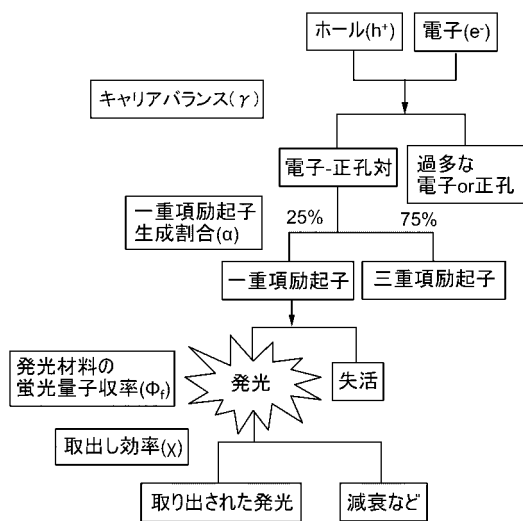 ホール(h⁺)
電子(e⁻)
キャリアバランス(γ)
電子-正孔対
過多な
電子or正孔
一重項励起子
生成割合(α)
25%
75%
一重項励起子
三重項励起子
発光材料の
蛍光量子収率(Φf)
発光
失活
取出し効率(χ)
取り出された発光
減衰など